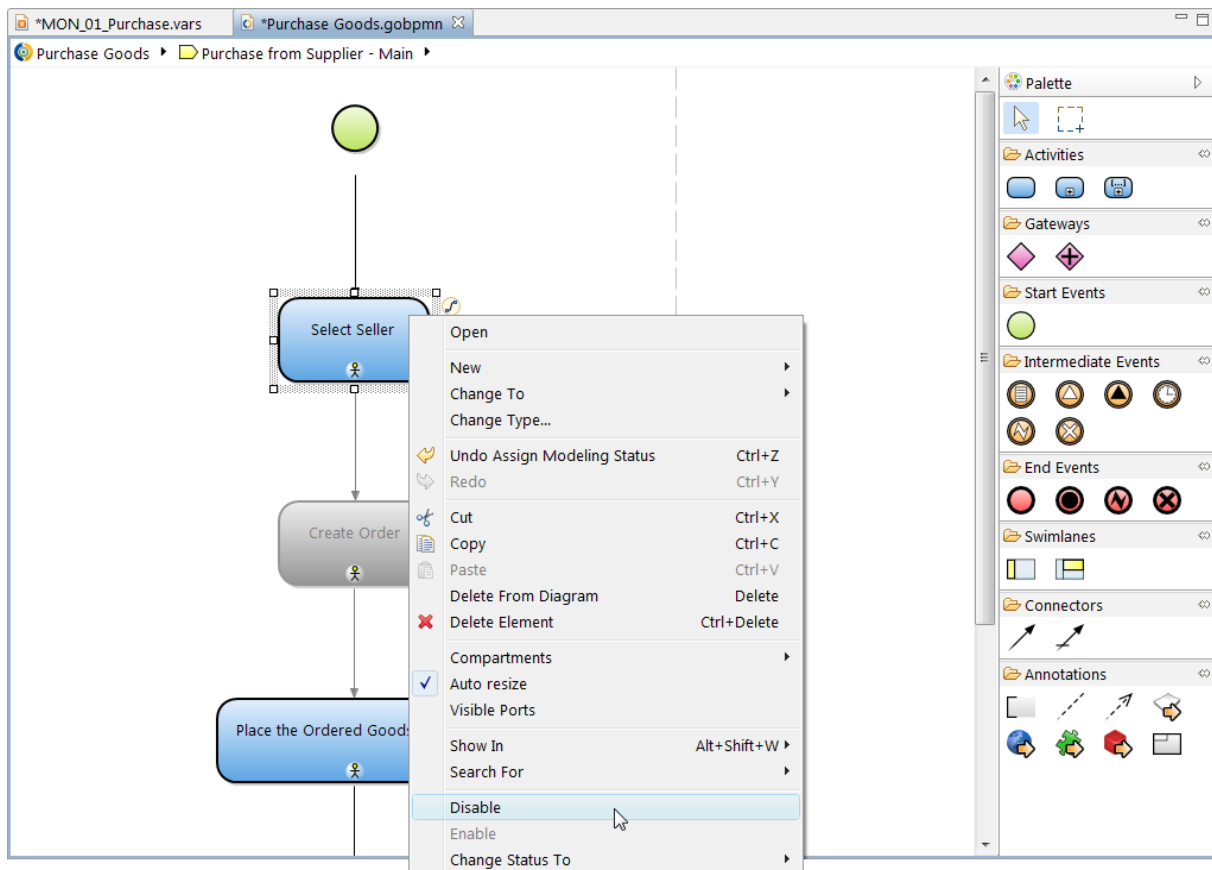 *MON_01_Purchase.vars
*Purchase Goods.gobpmn
Purchase Goods
Purchase from Supplier - Main
Select Seller
Create Order
Place the Ordered Goods
Open
New
Change To
Change Type...
Undo Assign Modeling Status Ctrl+Z
Redo Ctrl+Y
Cut Ctrl+X
Copy Ctrl+C
Paste Ctrl+V
Delete From Diagram Delete
Delete Element Ctrl+Delete
Compartments
Auto resize
Visible Ports
Show In Alt+Shift+W
Search For
Disable
Enable
Change Status To
Palette
Activities
Gateways
Start Events
Intermediate Events
End Events
Swimlanes
Connectors
Annotations